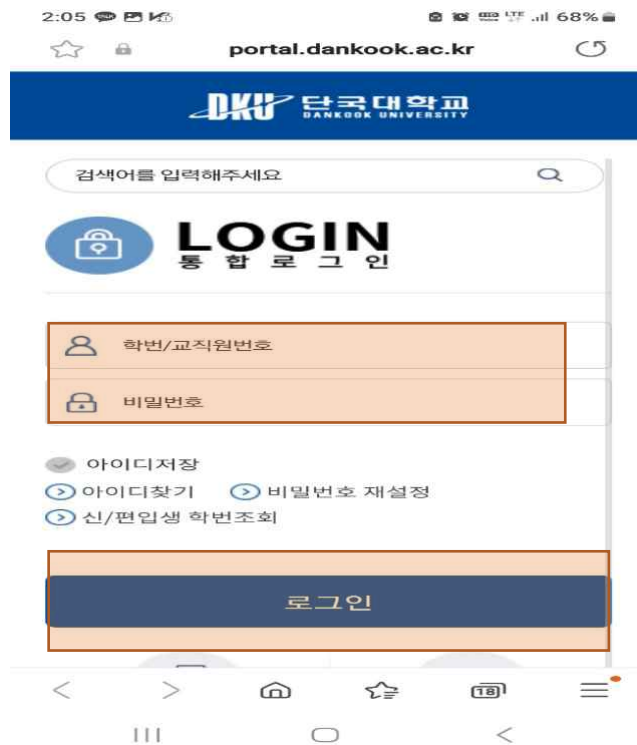 2:05
LTE 68%
portal.dankook.ac.kr
DKU 단국대학교
DANKOOK UNIVERSITY
검색어를 입력해주세요
LOGIN
통합로그인
학번/교직원번호
비밀번호
아이디저장
아이디찾기 비밀번호 재설정
신/편입생 학번조회
로그인
18